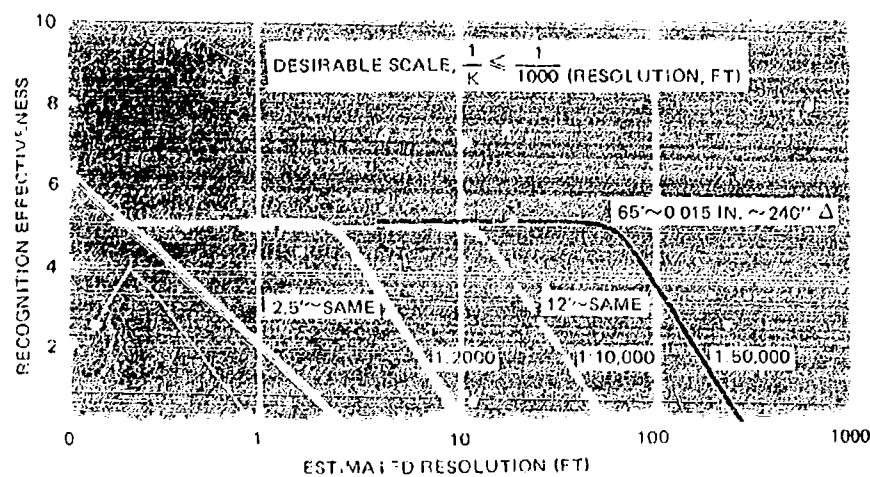 10
8
6
4
2
RECOGNITION EFFECTIVENESS
DESIRABLE SCALE, 1/K ≤ 1/1000 (RESOLUTION, FT)
65'~0.015 IN. ~240" Δ
2.5'~SAME
12'~SAME
1:2000
1:10,000
1:50,000
0 1 10 100 1000
ESTIMATED RESOLUTION (FT)